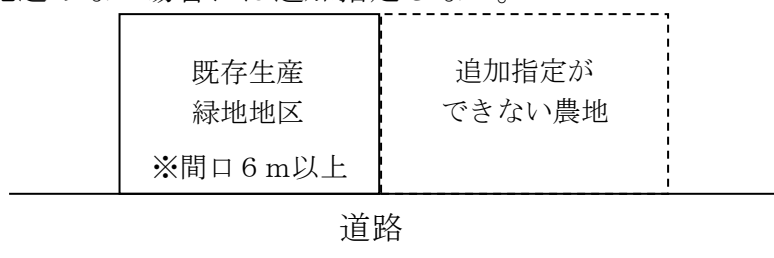 既存生産
緑地地区
※間口６ｍ以上
追加指定が
できない農地
道路